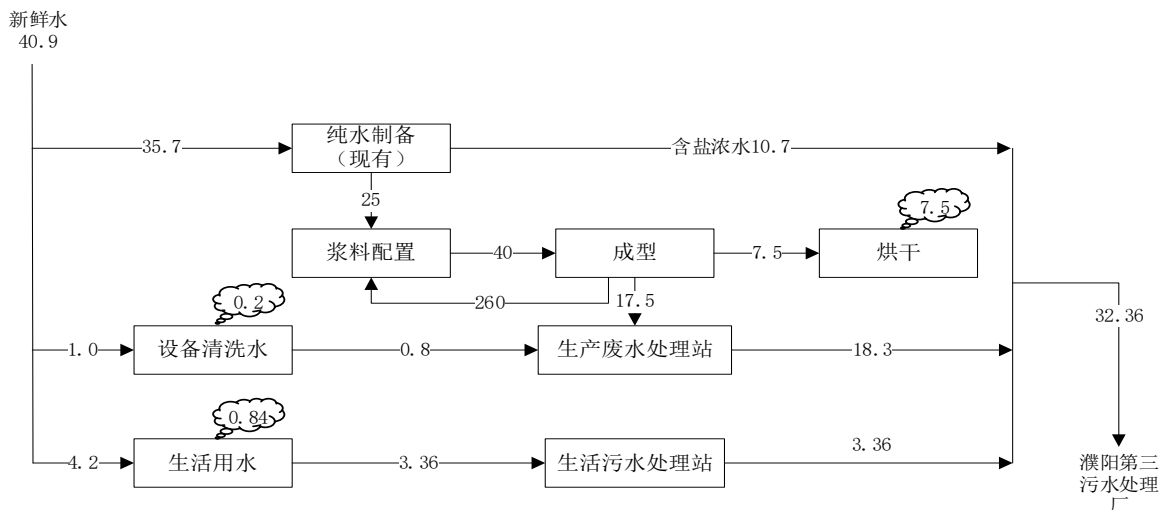 新鲜水
40.9
35.7
纯水制备
（现有）
含盐浓水10.7
25
7.5
浆料配置
40
成型
7.5
烘干
260
17.5
0.2
32.36
1.0
设备清洗水
0.8
生产废水处理站
18.3
0.84
4.2
生活用水
3.36
生活污水处理站
3.36
濮阳第三
污水处理
厂